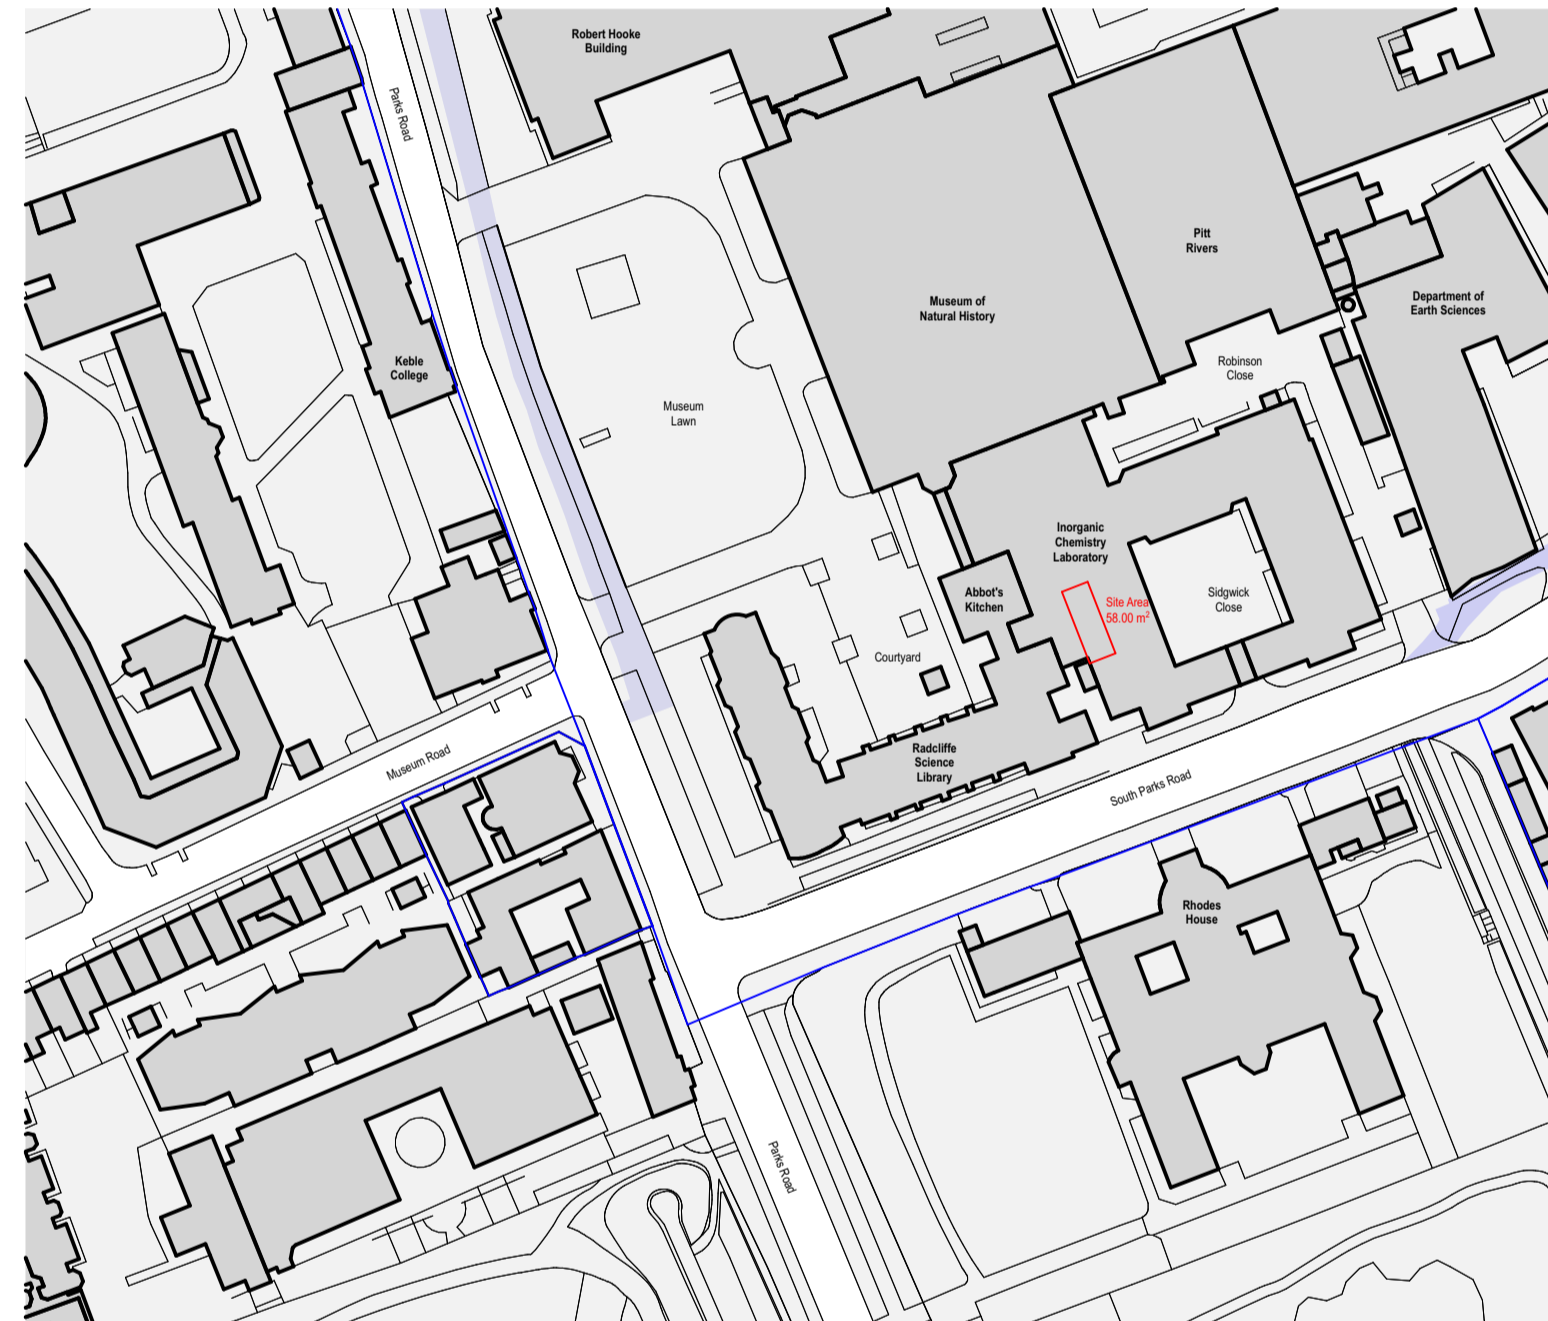 Robert Hooke
Building
Parks Road
Pitt
Rivers
Museum of
Natural History
Department of
Earth Sciences
Keble
College
Robinson
Close
Museum
Lawn
Inorganic
Chemistry
Laboratory
Abbot's
Kitchen
Site Area
58.00 m²
Sidgwick
Close
Courtyard
Radcliffe
Science
Library
Museum Road
South Parks Road
Rhodes
House
Parks Road